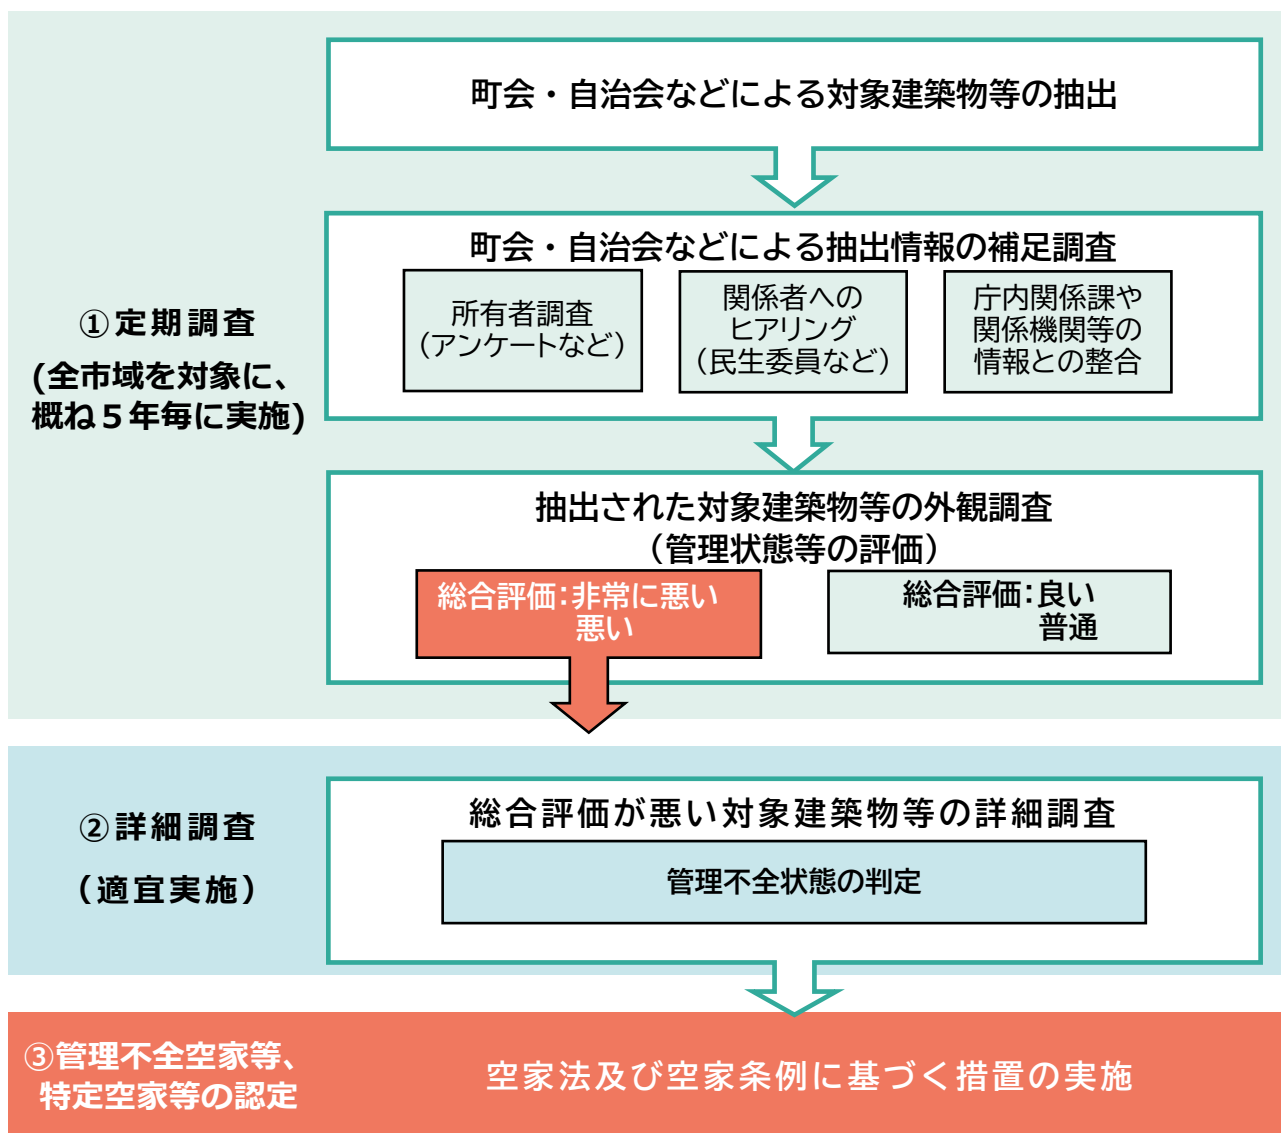 町会・自治会などによる対象建築物等の抽出
町会・自治会などによる抽出情報の補足調査
所有者調査
(アンケートなど)
関係者への
ヒアリング
(民生委員など)
庁内関係課や
関係機関等の
情報との整合
①定期調査
(全市域を対象に、
概ね５年毎に実施)
抽出された対象建築物等の外観調査
（管理状態等の評価）
総合評価：非常に悪い
悪い
総合評価：良い
普通
②詳細調査
（適宜実施）
総合評価が悪い対象建築物等の詳細調査
管理不全状態の判定
③管理不全空家等、
特定空家等の認定
空家法及び空家条例に基づく措置の実施